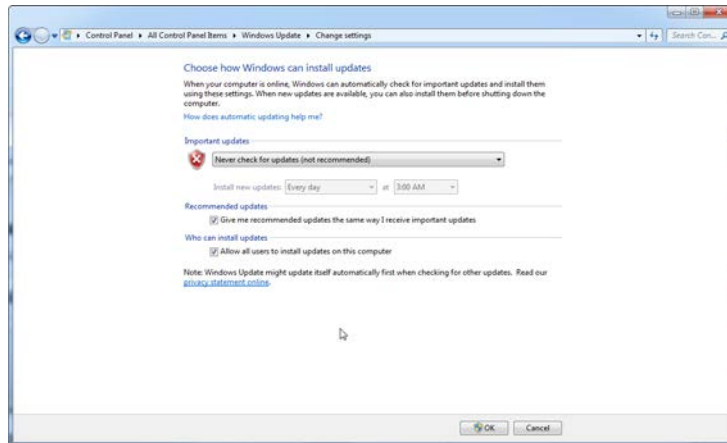 Control Panel ▸ All Control Panel Items ▸ Windows Update ▸ Change settings
Search Con...
Choose how Windows can install updates
When your computer is online, Windows can automatically check for important updates and install them
using these settings. When new updates are available, you can also install them before shutting down the
computer.
How does automatic updating help me?
Important updates
Never check for updates (not recommended)
Install new updates: Every day at 3:00 AM
Recommended updates
Give me recommended updates the same way I receive important updates
Who can install updates
Allow all users to install updates on this computer
Note: Windows Update might update itself automatically first when checking for other updates. Read our
privacy statement online.
OK Cancel